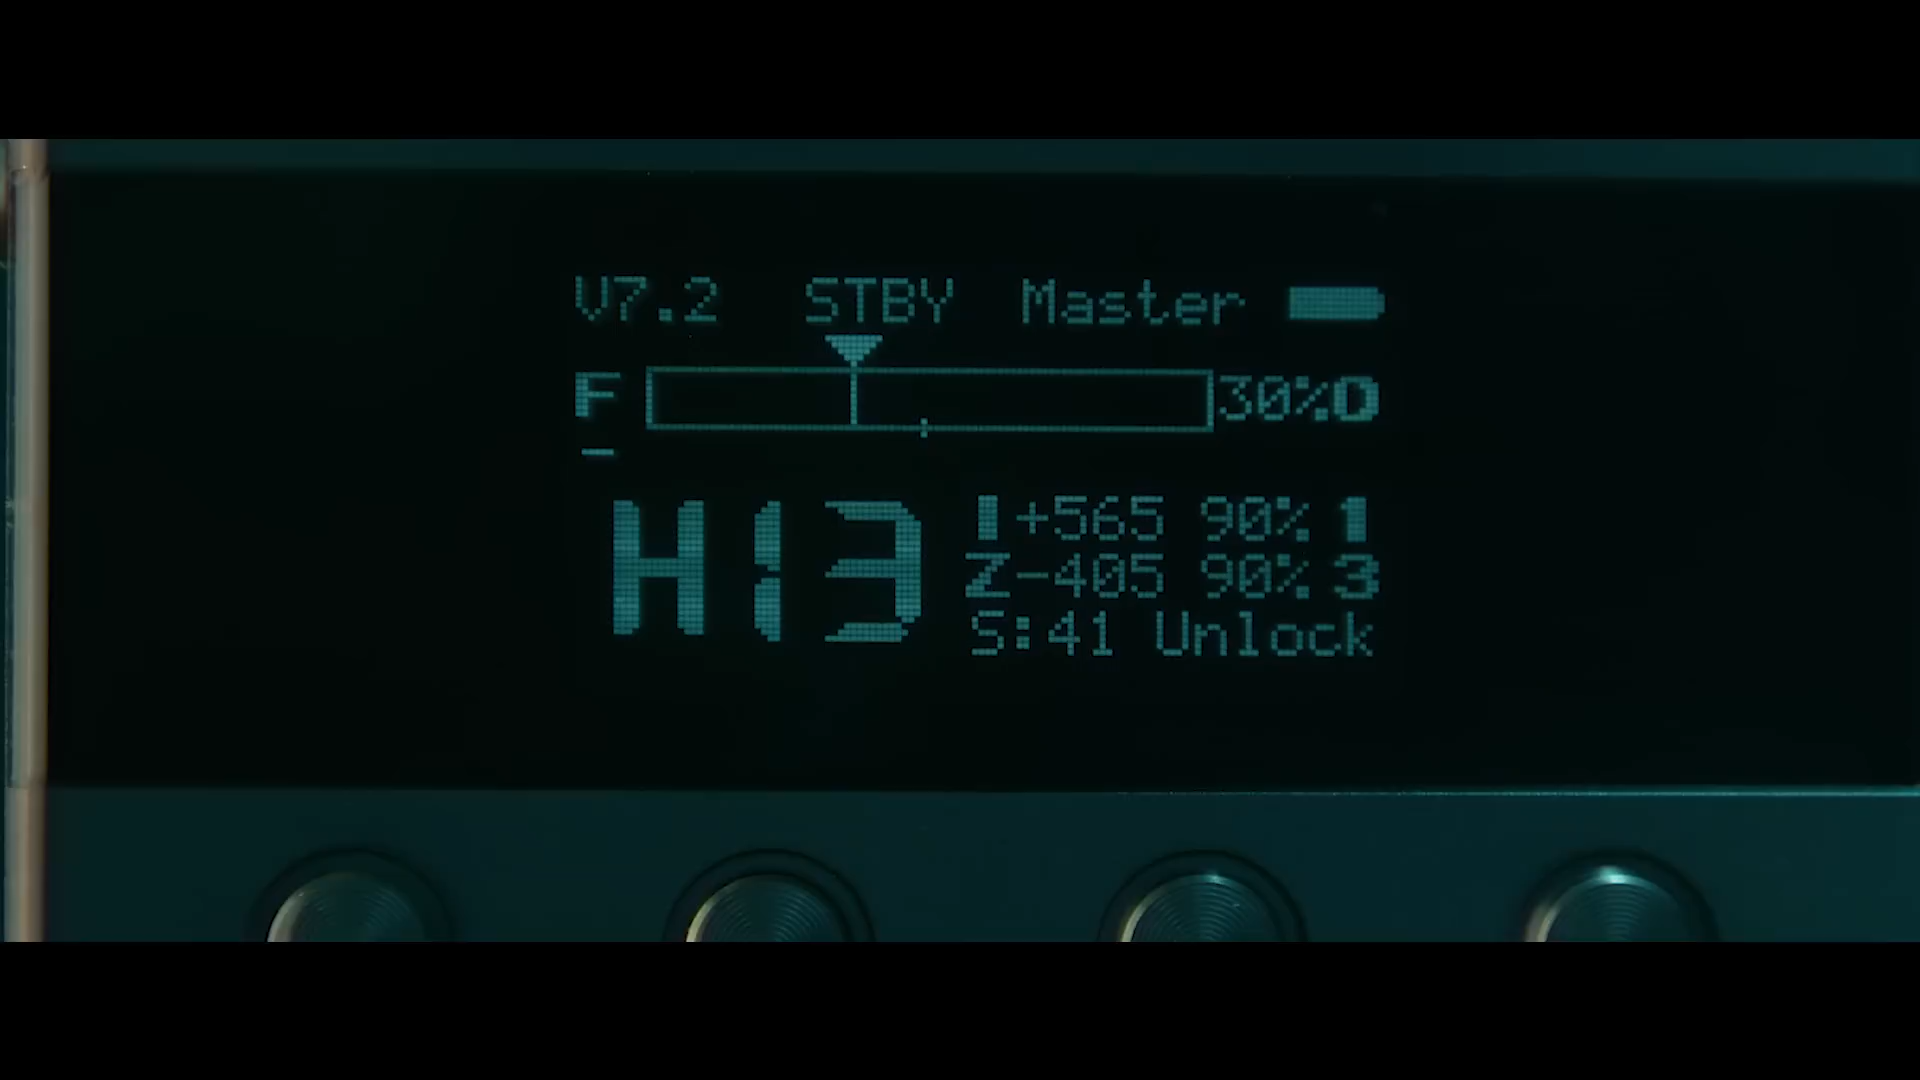 V7.2 STBY Master
F 30%D
H13 I+565 90% 1
Z-405 90% 3
S:41 Unlock